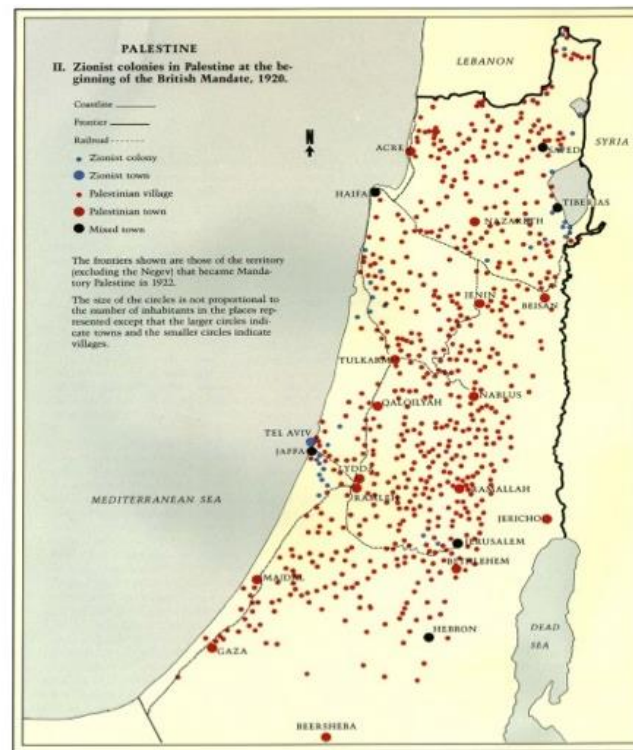 PALESTINE
II. Zionist colonies in Palestine at the be-
ginning of the British Mandate, 1920.
Coastline
Frontier
Railroad
Zionist colony
Zionist town
Palestinian village
Palestinian town
Mixed town
The frontiers shown are those of the territory
(excluding the Negev) that became Manda-
tory Palestine in 1922.
The size of the circles is not proportional to
the number of inhabitants in the places rep-
resented except that the larger circles indi-
cate towns and the smaller circles indicate
villages.
N
LEBANON
SYRIA
ACRE
SAFED
HAIFA
TIBERIAS
NAZARETH
JENIN
BEISAN
TULKARM
NABLUS
QALQILYAH
TEL AVIV
JAFFA
LYDDA
RAMLEH
RAMALLAH
MEDITERRANEAN SEA
JERICHO
JERUSALEM
BETHLEHEM
MAJDAL
HEBRON
DEAD
SEA
GAZA
BEERSHEBA